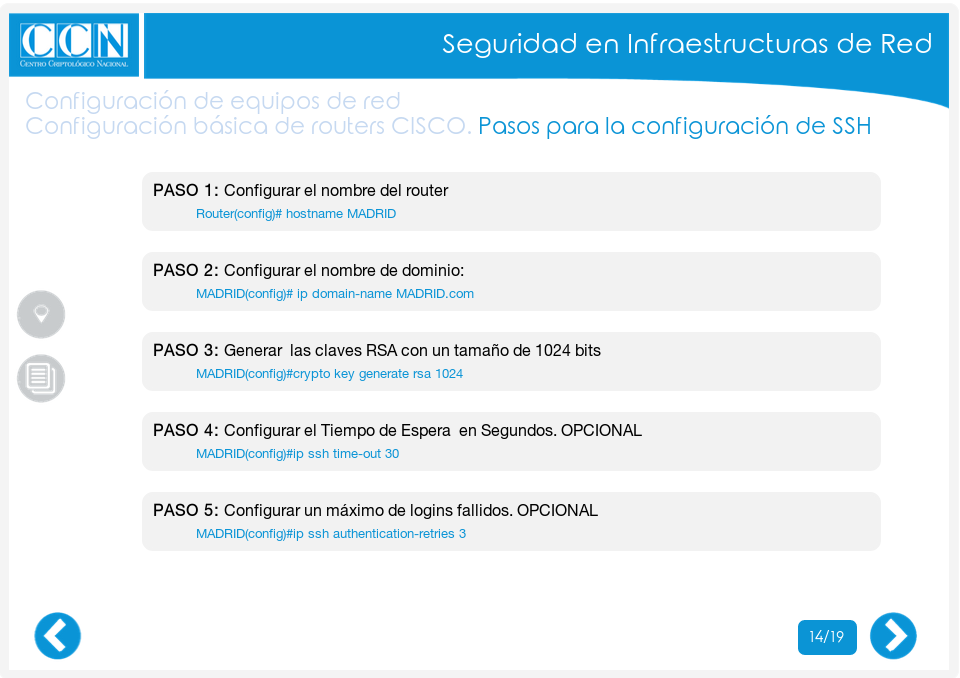 CCN
CENTRO CRIPTOLÓGICO NACIONAL
Seguridad en Infraestructuras de Red
Configuración de equipos de red
Configuración básica de routers CISCO. Pasos para la configuración de SSH
PASO 1: Configurar el nombre del router
Router(config)# hostname MADRID
PASO 2: Configurar el nombre de dominio:
MADRID(config)# ip domain-name MADRID.com
PASO 3: Generar  las claves RSA con un tamaño de 1024 bits
MADRID(config)#crypto key generate rsa 1024
PASO 4: Configurar el Tiempo de Espera  en Segundos. OPCIONAL
MADRID(config)#ip ssh time-out 30
PASO 5: Configurar un máximo de logins fallidos. OPCIONAL
MADRID(config)#ip ssh authentication-retries 3
14/19